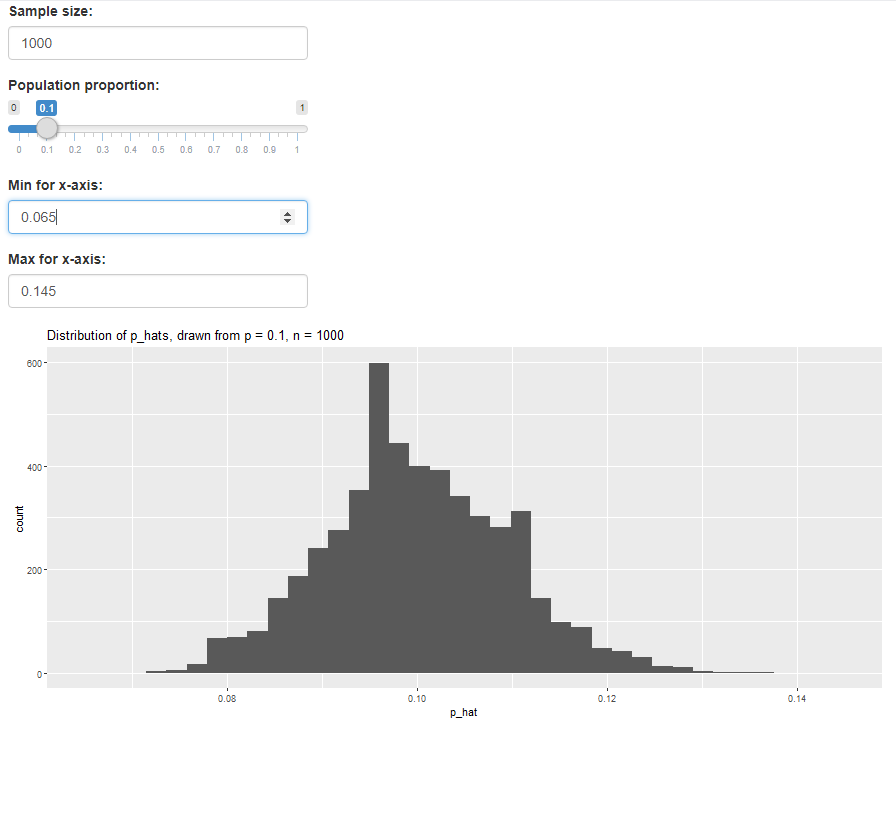 Sample size:
1000
Population proportion:
0 0.1 1
0 0.1 0.2 0.3 0.4 0.5 0.6 0.7 0.8 0.9 1
Min for x-axis:
0.065
Max for x-axis:
0.145
Distribution of p_hats, drawn from p = 0.1, n = 1000
600
400
200
0
count
0.08 0.10 0.12 0.14
p_hat